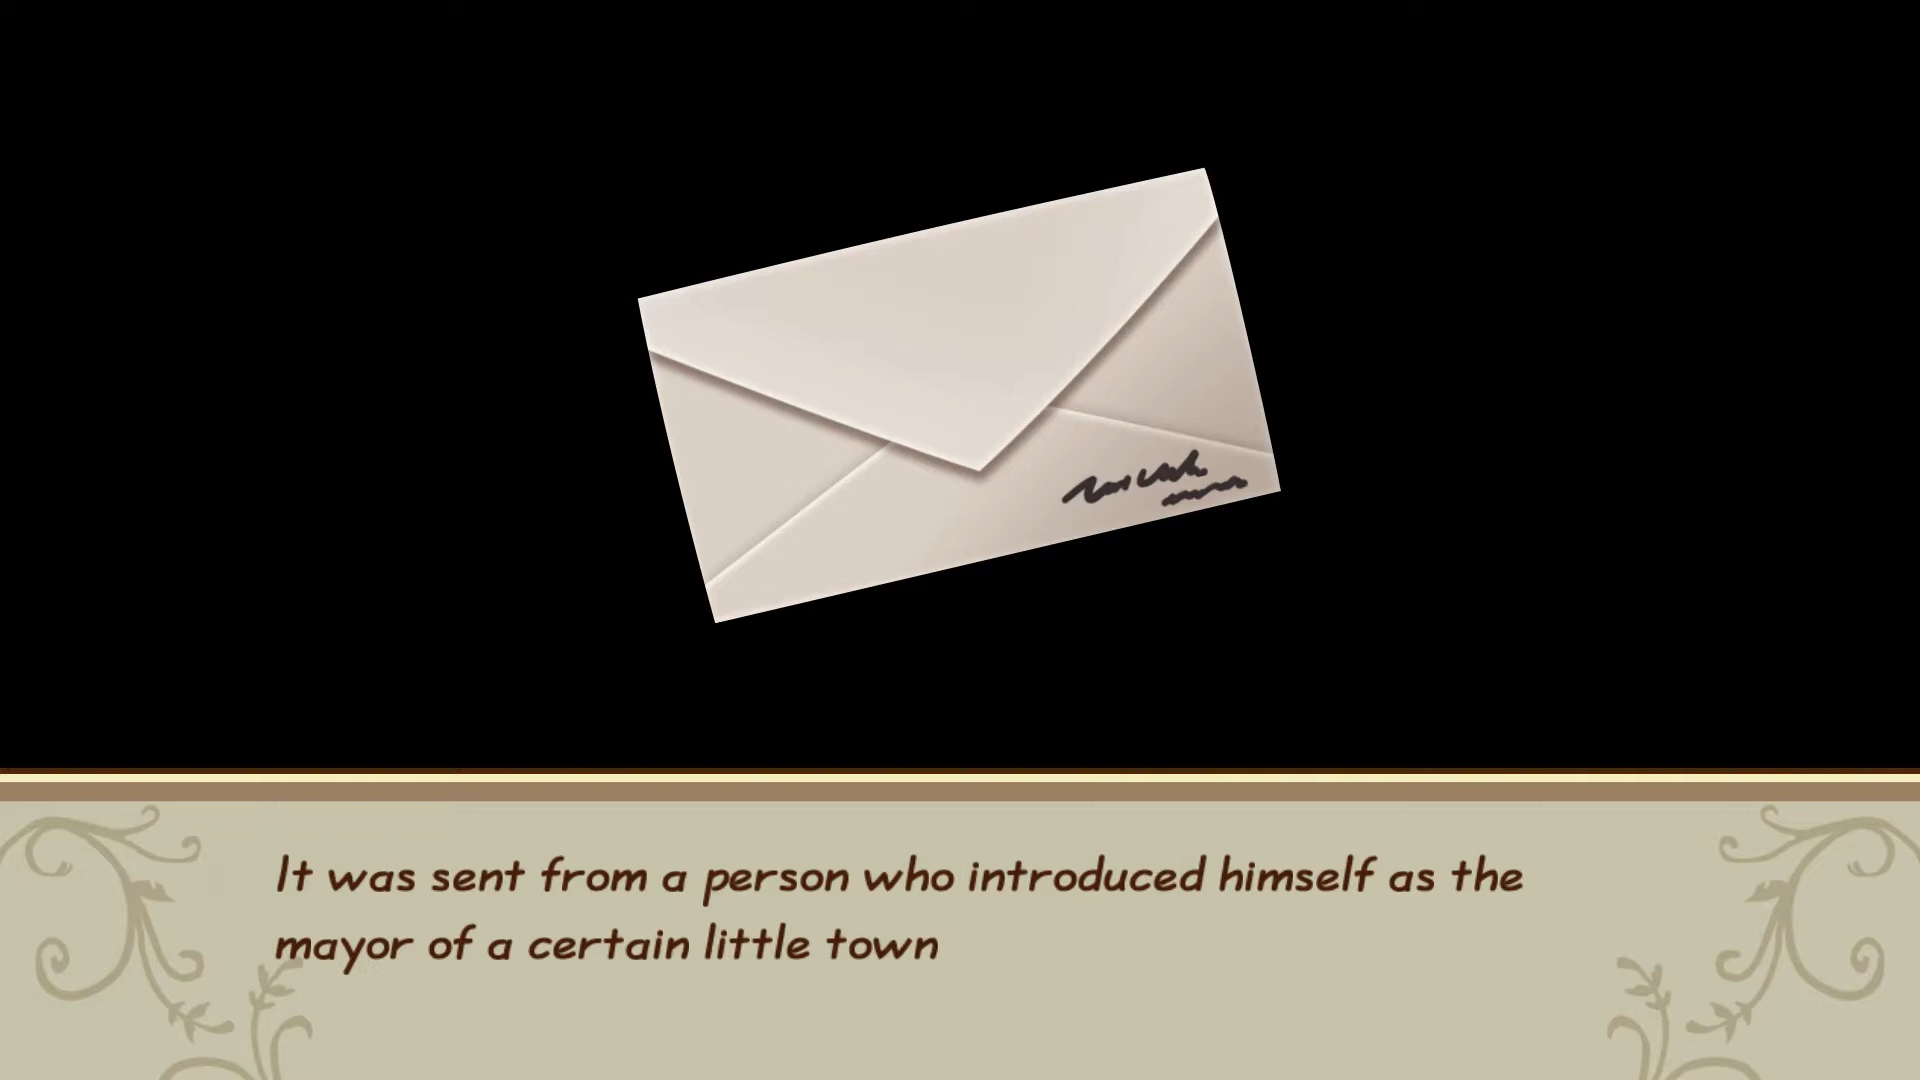 It was sent from a person who introduced himself as the
mayor of a certain little town